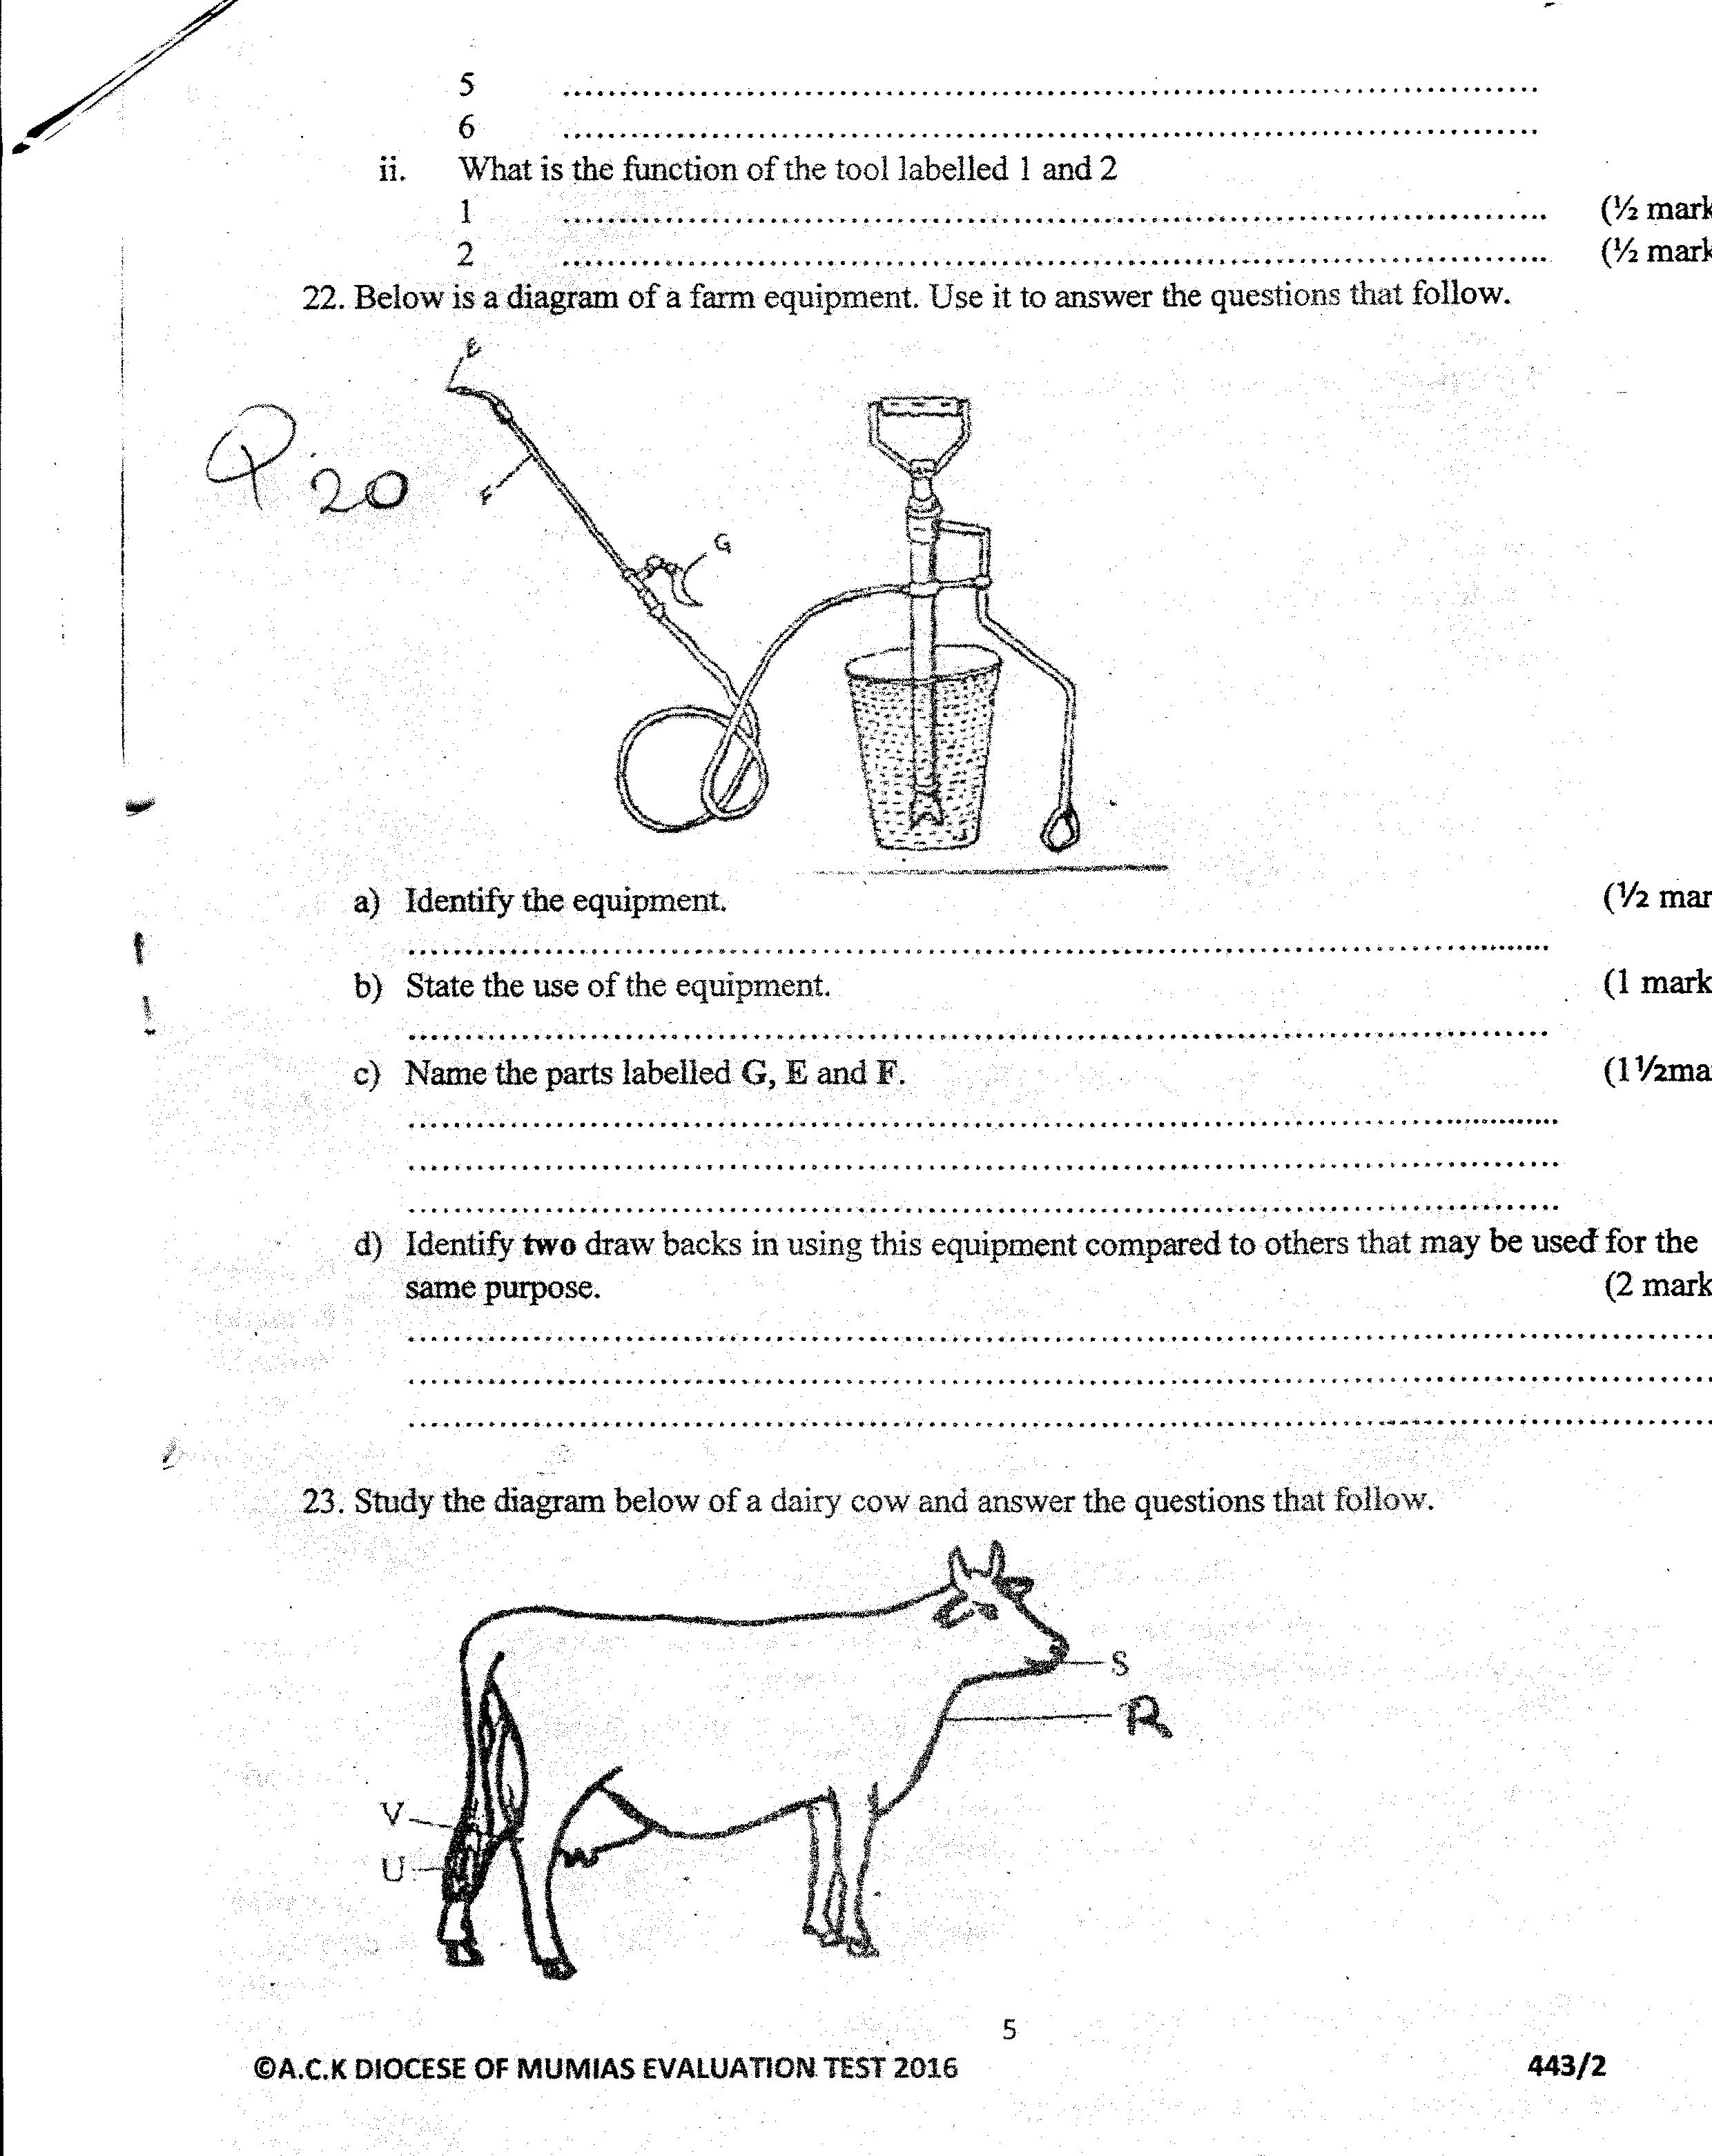 5 ....................
6 ....................
ii. What is the function of the tool labelled 1 and 2
1 .................... (½ mark
2 .................... (½ mark
22. Below is a diagram of a farm equipment. Use it to answer the questions that follow.
E
Q.20
F
G
a) Identify the equipment. (½ mar
....................
b) State the use of the equipment. (1 mark
....................
c) Name the parts labelled G, E and F. (1½ma
....................
....................
....................
d) Identify two draw backs in using this equipment compared to others that may be used for the
same purpose. (2 mark
....................
....................
....................
23. Study the diagram below of a dairy cow and answer the questions that follow.
S
R
V
U
5
©A.C.K DIOCESE OF MUMIAS EVALUATION TEST 2016 443/2